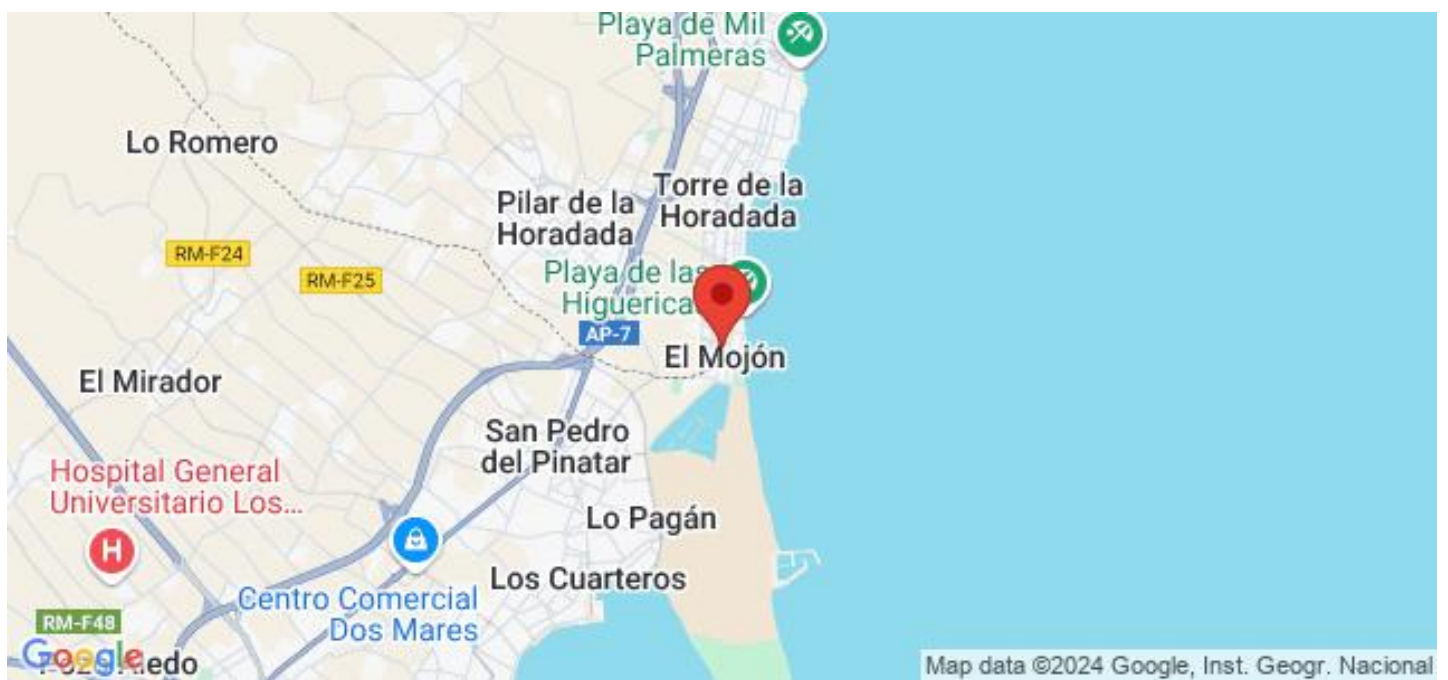 Playa de Mil
Palmeras
Lo Romero
Torre de la
Horadada
Pilar de la
Horadada
RM-F24
RM-F25
Playa de las
Higuericas
AP-7
El Mojón
El Mirador
San Pedro
del Pinatar
Hospital General
Universitario Los...
H
Lo Pagán
Los Cuarteros
Centro Comercial
Dos Mares
RM-F48
Google
Map data ©2024 Google, Inst. Geogr. Nacional